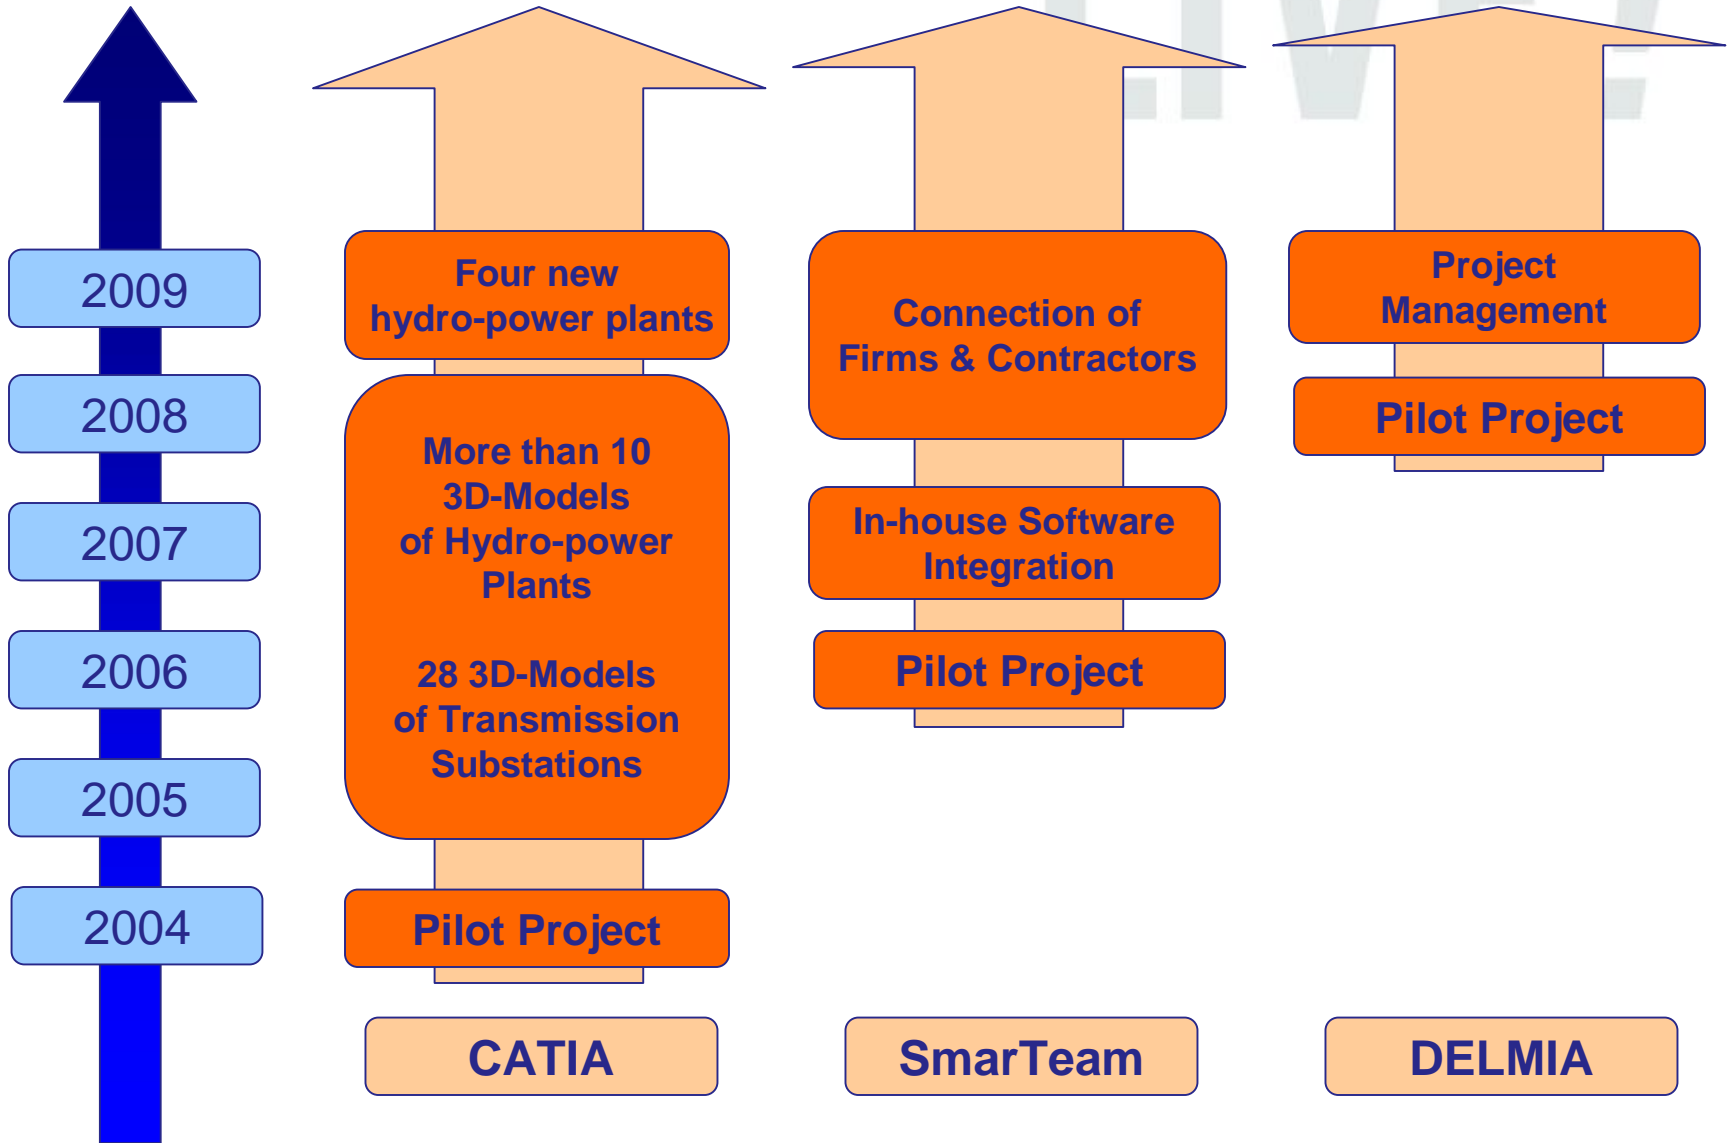 LIVE2
2009
2008
2007
2006
2005
2004
Four new
hydro-power plants
More than 10
3D-Models
of Hydro-power
Plants
28 3D-Models
of Transmission
Substations
Pilot Project
CATIA
Connection of
Firms & Contractors
In-house Software
Integration
Pilot Project
SmarTeam
Project
Management
Pilot Project
DELMIA